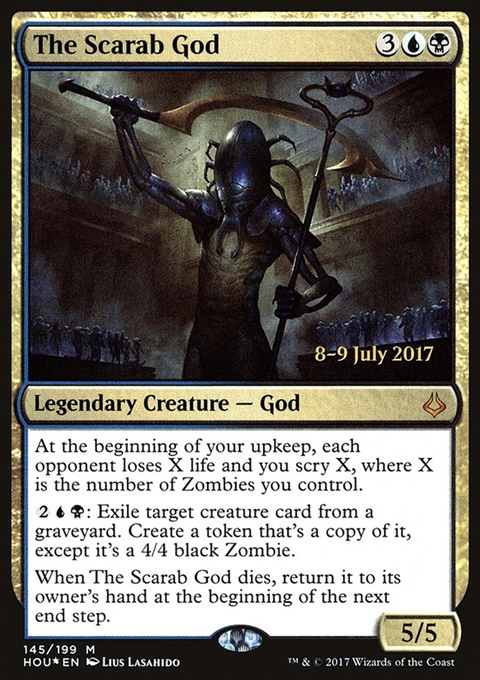 The Scarab God 3
8–9 July 2017
Legendary Creature — God
At the beginning of your upkeep, each
opponent loses X life and you scry X, where X
is the number of Zombies you control.
2 : Exile target creature card from a
graveyard. Create a token that's a copy of it,
except it's a 4/4 black Zombie.
When The Scarab God dies, return it to its
owner's hand at the beginning of the next
end step.
5/5
145/199 M
HOU★EN Lius Lasahido
™ & © 2017 Wizards of the Coast